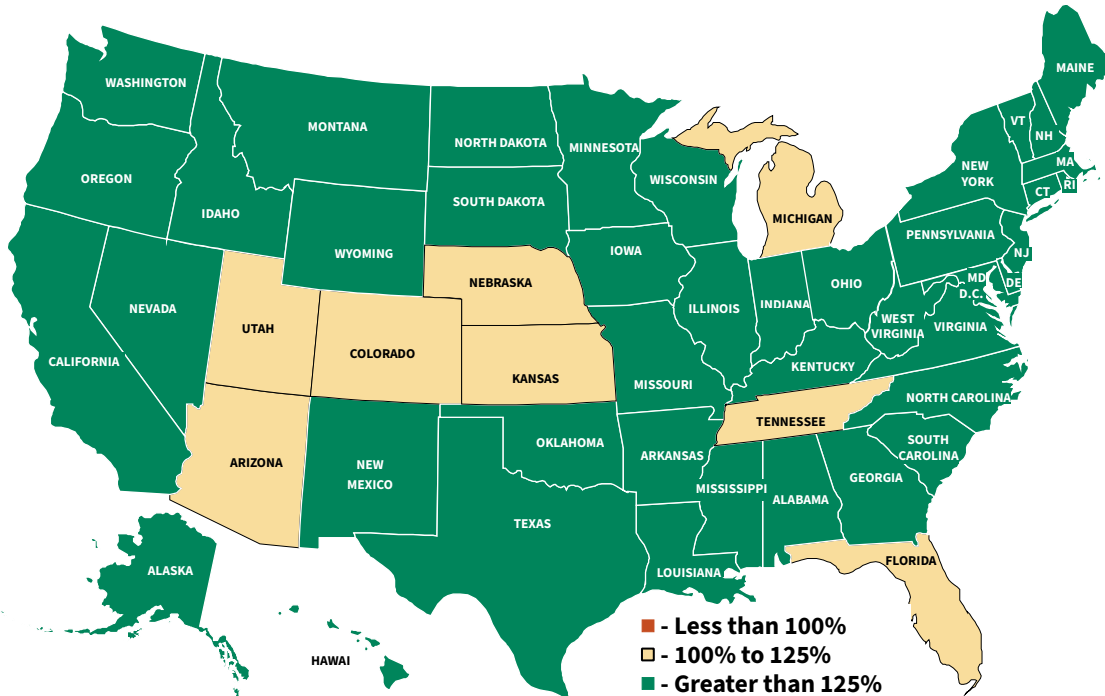 WASHINGTON
MAINE
MONTANA
VT
NORTH DAKOTA
NH
MINNESOTA
MA
NEW
YORK
OREGON
WISCONSIN
RI
CT
SOUTH DAKOTA
IDAHO
MICHIGAN
PENNSYLVANIA
WYOMING
IOWA
NJ
NEBRASKA
OHIO
MD
DE
D.C.
NEVADA
ILLINOIS
INDIANA
UTAH
WEST
VIRGINIA
VIRGINIA
COLORADO
CALIFORNIA
KENTUCKY
KANSAS
MISSOURI
NORTH CAROLINA
TENNESSEE
OKLAHOMA
SOUTH
CAROLINA
ARIZONA
NEW
MEXICO
ARKANSAS
GEORGIA
MISSISSIPPI
ALABAMA
TEXAS
FLORIDA
ALASKA
LOUISIANA
HAWAI
- Less than 100%
- 100% to 125%
- Greater than 125%